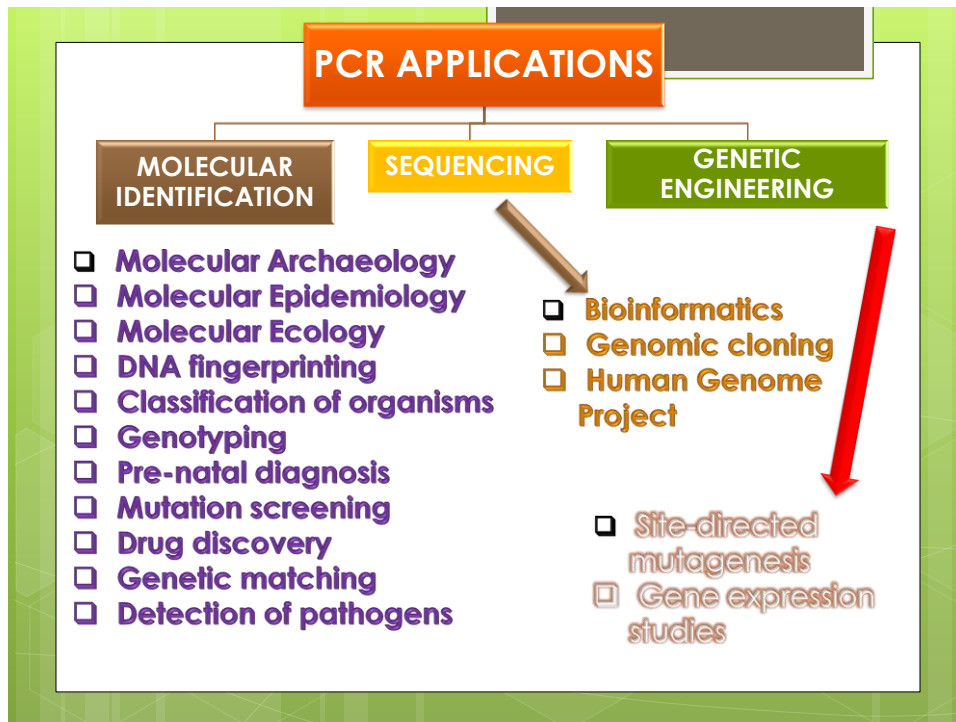 PCR APPLICATIONS
MOLECULAR
IDENTIFICATION
SEQUENCING
GENETIC
ENGINEERING
❑ Molecular Archaeology
❑ Molecular Epidemiology
❑ Molecular Ecology
❑ DNA fingerprinting
❑ Classification of organisms
❑ Genotyping
❑ Pre-natal diagnosis
❑ Mutation screening
❑ Drug discovery
❑ Genetic matching
❑ Detection of pathogens
❑ Bioinformatics
❑ Genomic cloning
❑ Human Genome
Project
❑ Site-directed
mutagenesis
❑ Gene expression
studies